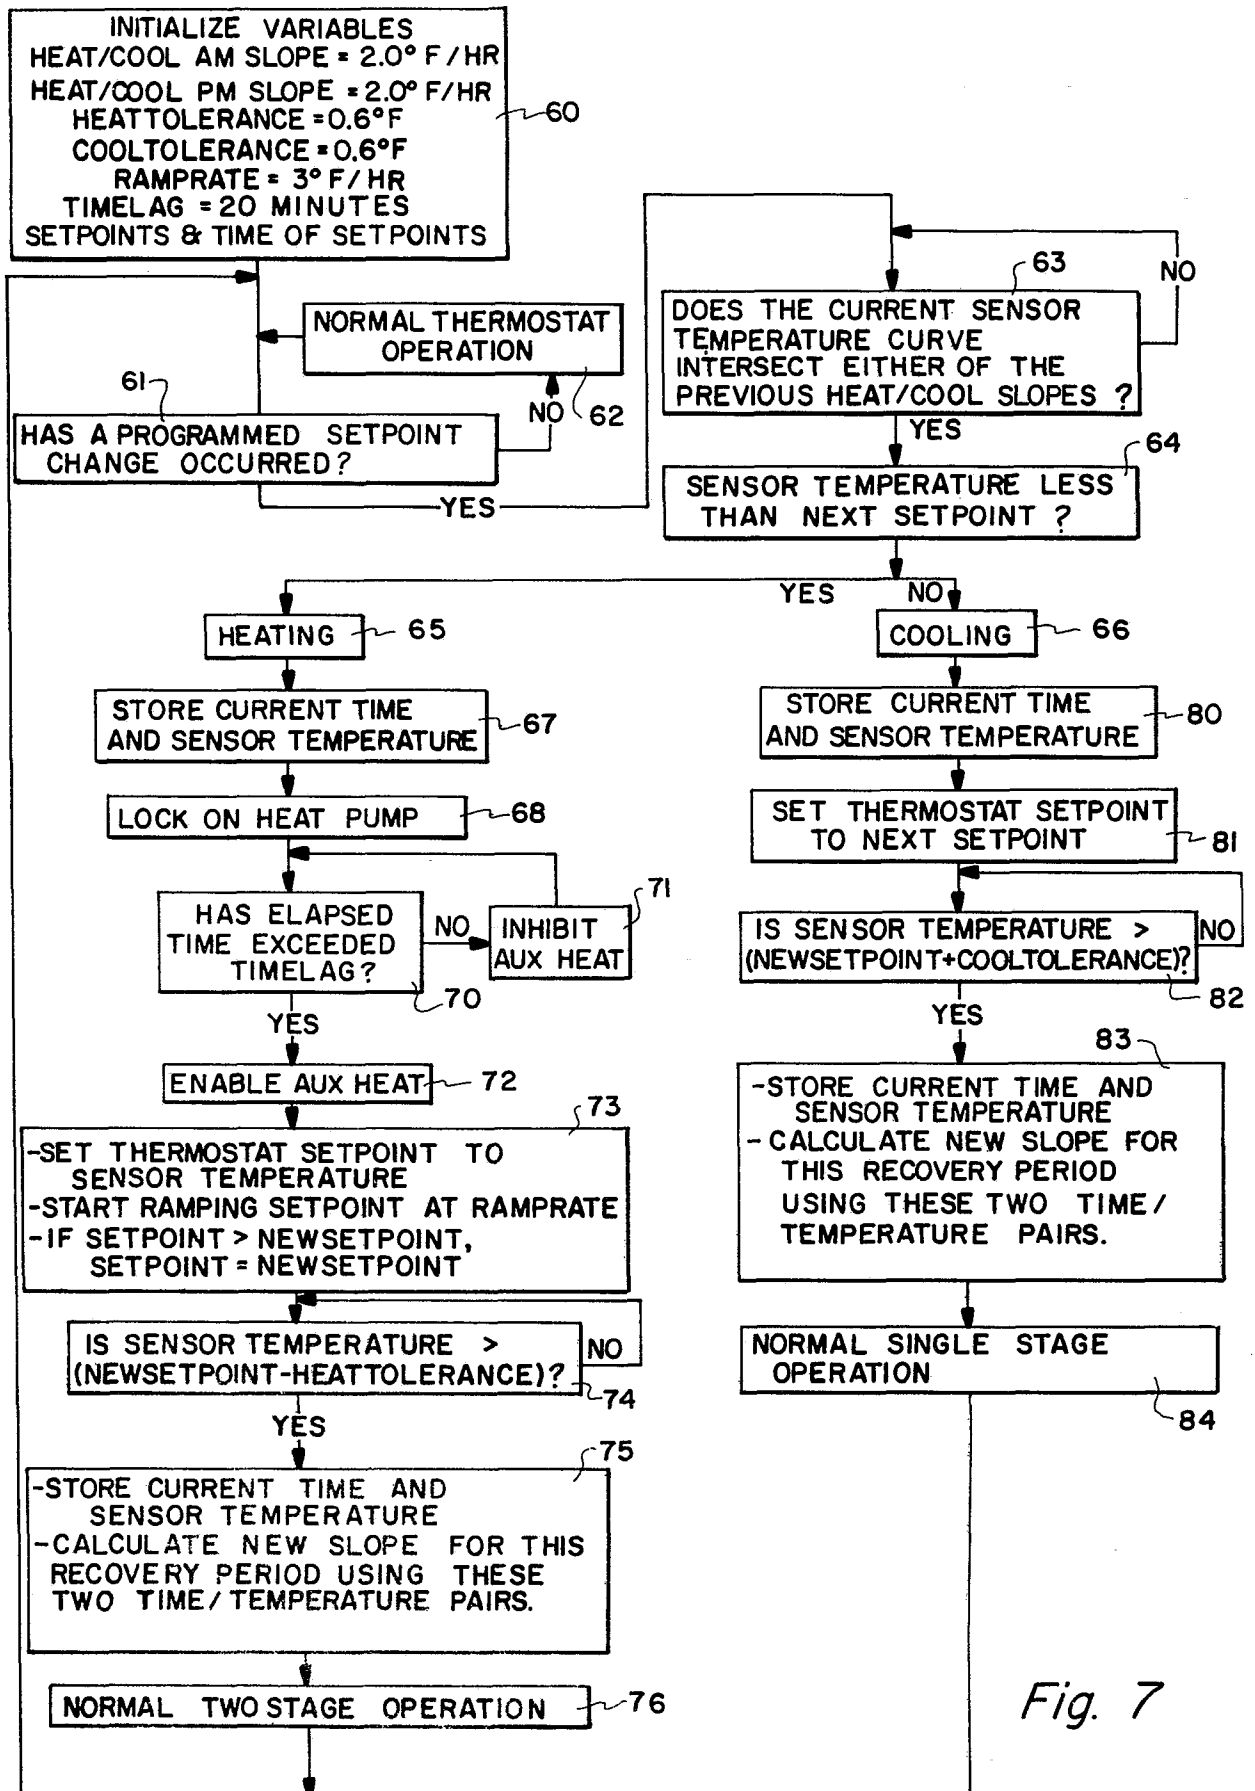 INITIALIZE VARIABLES
HEAT/COOL AM SLOPE = 2.0° F/HR
HEAT/COOL PM SLOPE = 2.0° F/HR
HEATTOLERANCE = 0.6°F
COOLTOLERANCE = 0.6°F
RAMPRATE = 3° F/HR
TIMELAG = 20 MINUTES
SETPOINTS & TIME OF SETPOINTS
60
NORMAL THERMOSTAT
OPERATION
62
61
HAS A PROGRAMMED SETPOINT
CHANGE OCCURRED?
NO
YES
63
DOES THE CURRENT SENSOR
TEMPERATURE CURVE
INTERSECT EITHER OF THE
PREVIOUS HEAT/COOL SLOPES ?
NO
YES
64
SENSOR TEMPERATURE LESS
THAN NEXT SETPOINT ?
YES
NO
HEATING
65
STORE CURRENT TIME
AND SENSOR TEMPERATURE
67
LOCK ON HEAT PUMP
68
HAS ELAPSED
TIME EXCEEDED
TIMELAG?
70
NO
71
INHIBIT
AUX HEAT
YES
ENABLE AUX HEAT
72
73
-SET THERMOSTAT SETPOINT TO
SENSOR TEMPERATURE
-START RAMPING SETPOINT AT RAMPRATE
-IF SETPOINT > NEWSETPOINT,
SETPOINT = NEWSETPOINT
IS SENSOR TEMPERATURE >
(NEWSETPOINT-HEATTOLERANCE)?
NO
74
YES
75
-STORE CURRENT TIME AND
SENSOR TEMPERATURE
-CALCULATE NEW SLOPE FOR THIS
RECOVERY PERIOD USING THESE
TWO TIME/TEMPERATURE PAIRS.
NORMAL TWO STAGE OPERATION
76
COOLING
66
STORE CURRENT TIME
AND SENSOR TEMPERATURE
80
SET THERMOSTAT SETPOINT
TO NEXT SETPOINT
81
IS SENSOR TEMPERATURE >
(NEWSETPOINT+COOLTOLERANCE)?
NO
82
YES
83
-STORE CURRENT TIME AND
SENSOR TEMPERATURE
-CALCULATE NEW SLOPE FOR
THIS RECOVERY PERIOD
USING THESE TWO TIME/
TEMPERATURE PAIRS.
NORMAL SINGLE STAGE
OPERATION
84
Fig. 7